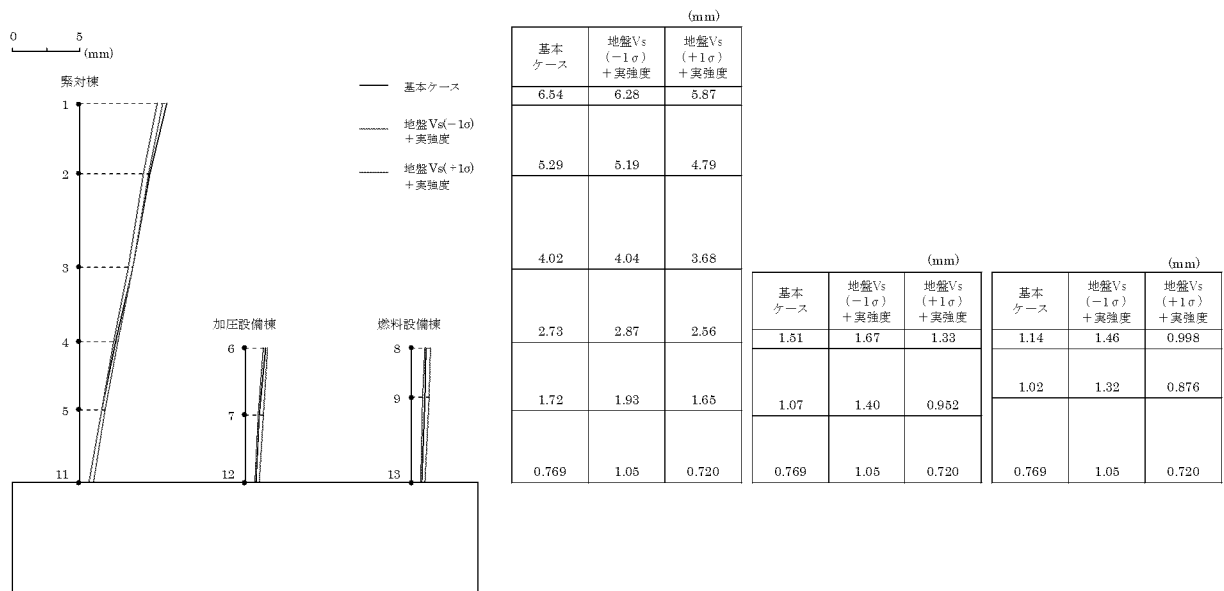 0 5
(mm)
緊対棟
1
2
3
4
5
11
加圧設備棟
6
7
12
燃料設備棟
8
9
13
基本ケース
地盤Vs(−1σ)
+実強度
地盤Vs(+1σ)
+実強度
(mm)
基本
ケース
地盤Vs
(−1σ)
+実強度
地盤Vs
(+1σ)
+実強度
6.54 6.28 5.87
5.29 5.19 4.79
4.02 4.04 3.68
2.73 2.87 2.56
1.72 1.93 1.65
0.769 1.05 0.720
(mm)
基本
ケース
地盤Vs
(−1σ)
+実強度
地盤Vs
(+1σ)
+実強度
1.51 1.67 1.33
1.07 1.40 0.952
0.769 1.05 0.720
(mm)
基本
ケース
地盤Vs
(−1σ)
+実強度
地盤Vs
(+1σ)
+実強度
1.14 1.46 0.998
1.02 1.32 0.876
0.769 1.05 0.720